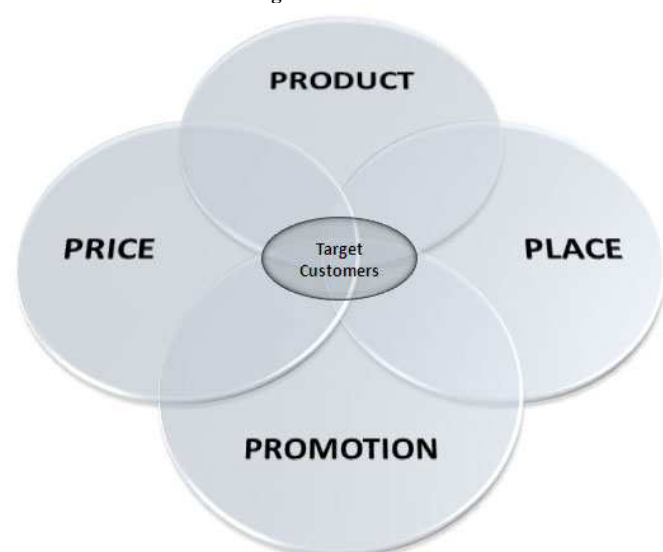 PRODUCT
PRICE
Target
Customers
PLACE
PROMOTION